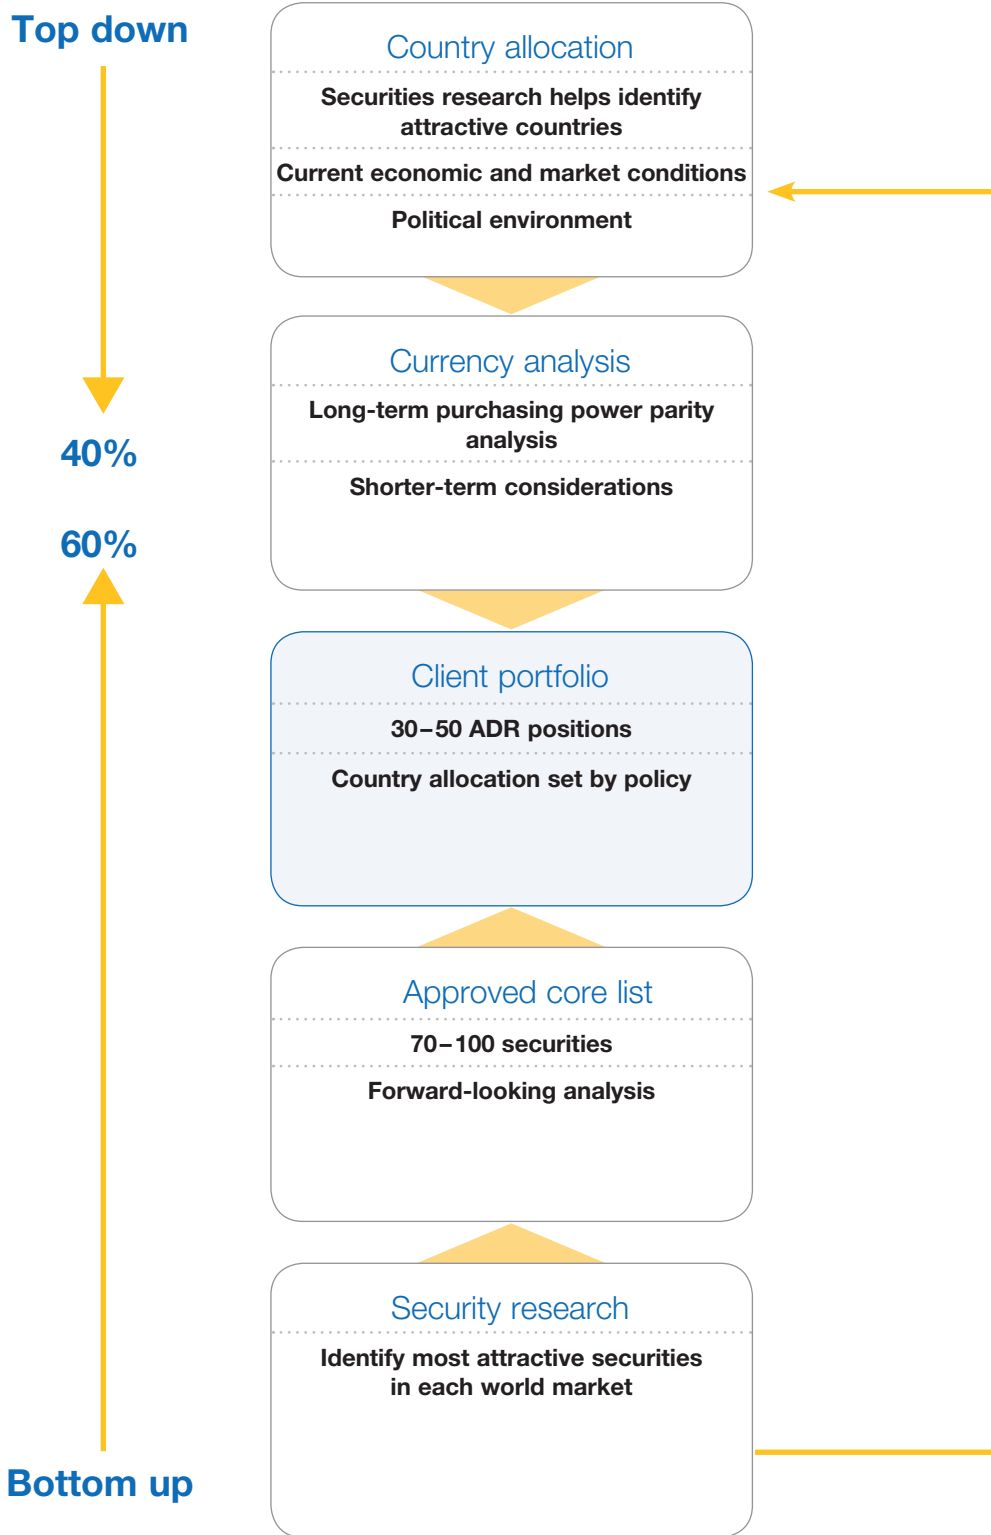 Top down
Country allocation
Securities research helps identify
attractive countries
Current economic and market conditions
Political environment
Currency analysis
Long-term purchasing power parity
analysis
Shorter-term considerations
40%
60%
Client portfolio
30–50 ADR positions
Country allocation set by policy
Approved core list
70–100 securities
Forward-looking analysis
Security research
Identify most attractive securities
in each world market
Bottom up